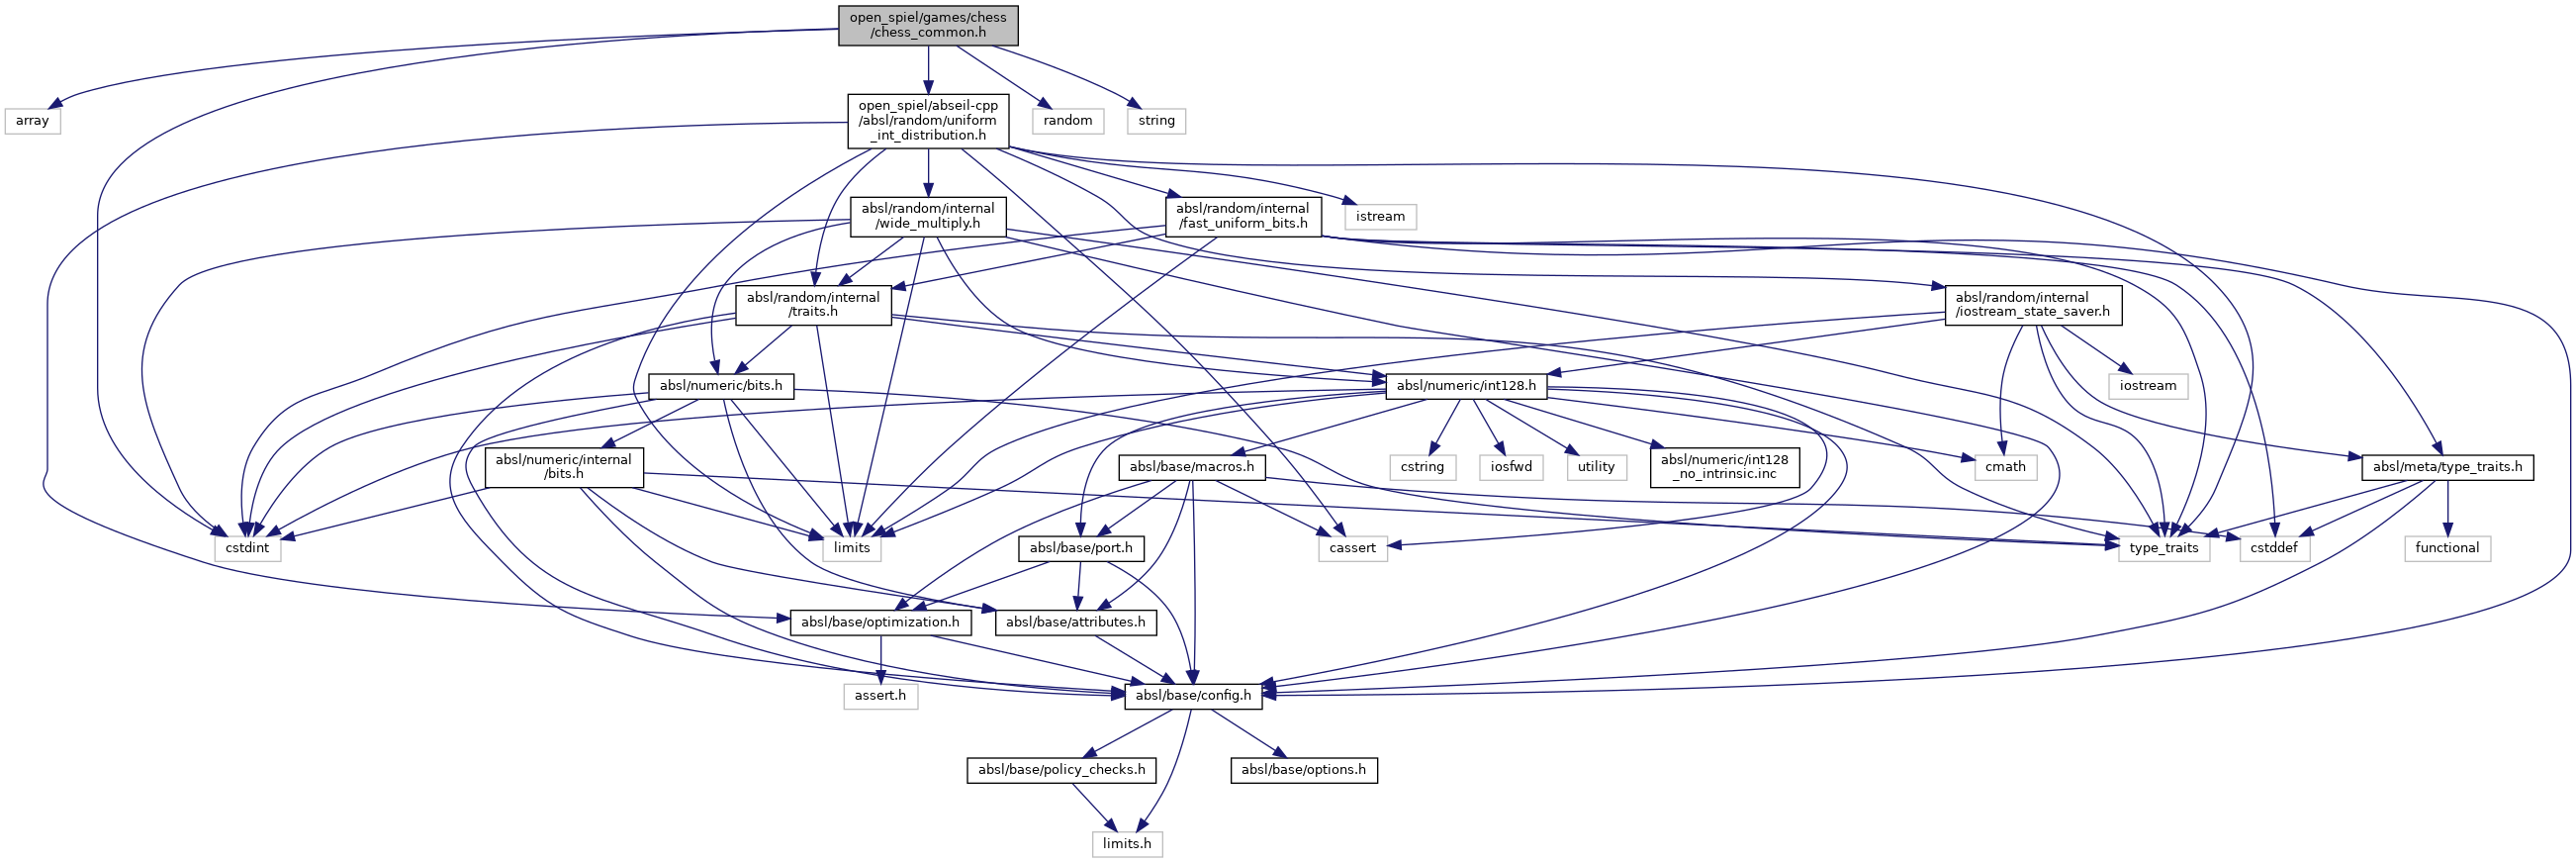 open_spiel/games/chess
/chess_common.h
array
open_spiel/abseil-cpp
/absl/random/uniform
_int_distribution.h
random
string
absl/random/internal
/wide_multiply.h
absl/random/internal
/fast_uniform_bits.h
istream
absl/random/internal
/traits.h
absl/random/internal
/iostream_state_saver.h
absl/numeric/bits.h
absl/numeric/int128.h
iostream
absl/numeric/internal
/bits.h
absl/base/macros.h
cstring
iosfwd
utility
absl/numeric/int128
_no_intrinsic.inc
cmath
absl/meta/type_traits.h
cstdint
limits
absl/base/port.h
cassert
type_traits
cstddef
functional
absl/base/optimization.h
absl/base/attributes.h
assert.h
absl/base/config.h
absl/base/policy_checks.h
absl/base/options.h
limits.h